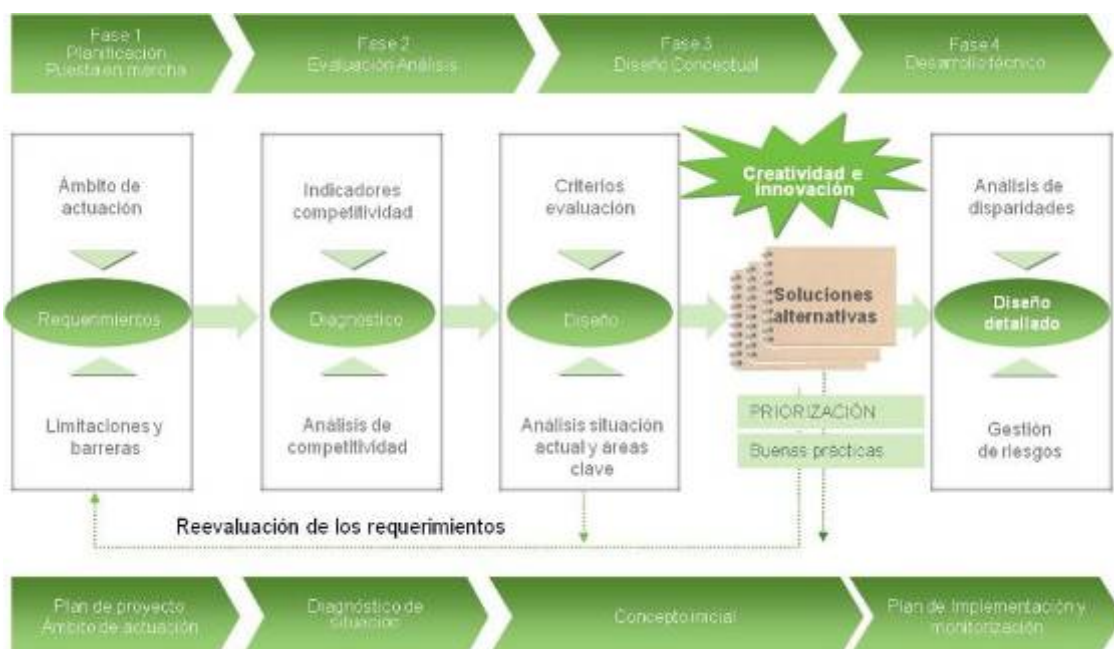 Fase 1
Planificación
Puesta en marcha
Fase 2
Evaluación Análisis
Fase 3
Diseño Conceptual
Fase 4
Desarrollo técnico
Ámbito de
actuación
Requerimientos
Limitaciones y
barreras
Indicadores
competitividad
Diagnóstico
Análisis de
competitividad
Criterios
evaluación
Diseño
Análisis situación
actual y áreas
clave
Creatividad e
innovación
Soluciones
alternativas
PRIORIZACIÓN
Buenas prácticas
Análisis de
disparidades
Diseño
detallado
Gestión
de riesgos
Reevaluación de los requerimientos
Plan de proyecto
Ámbito de actuación
Diagnóstico de
situación
Concepto inicial
Plan de Implementación y
monitorización